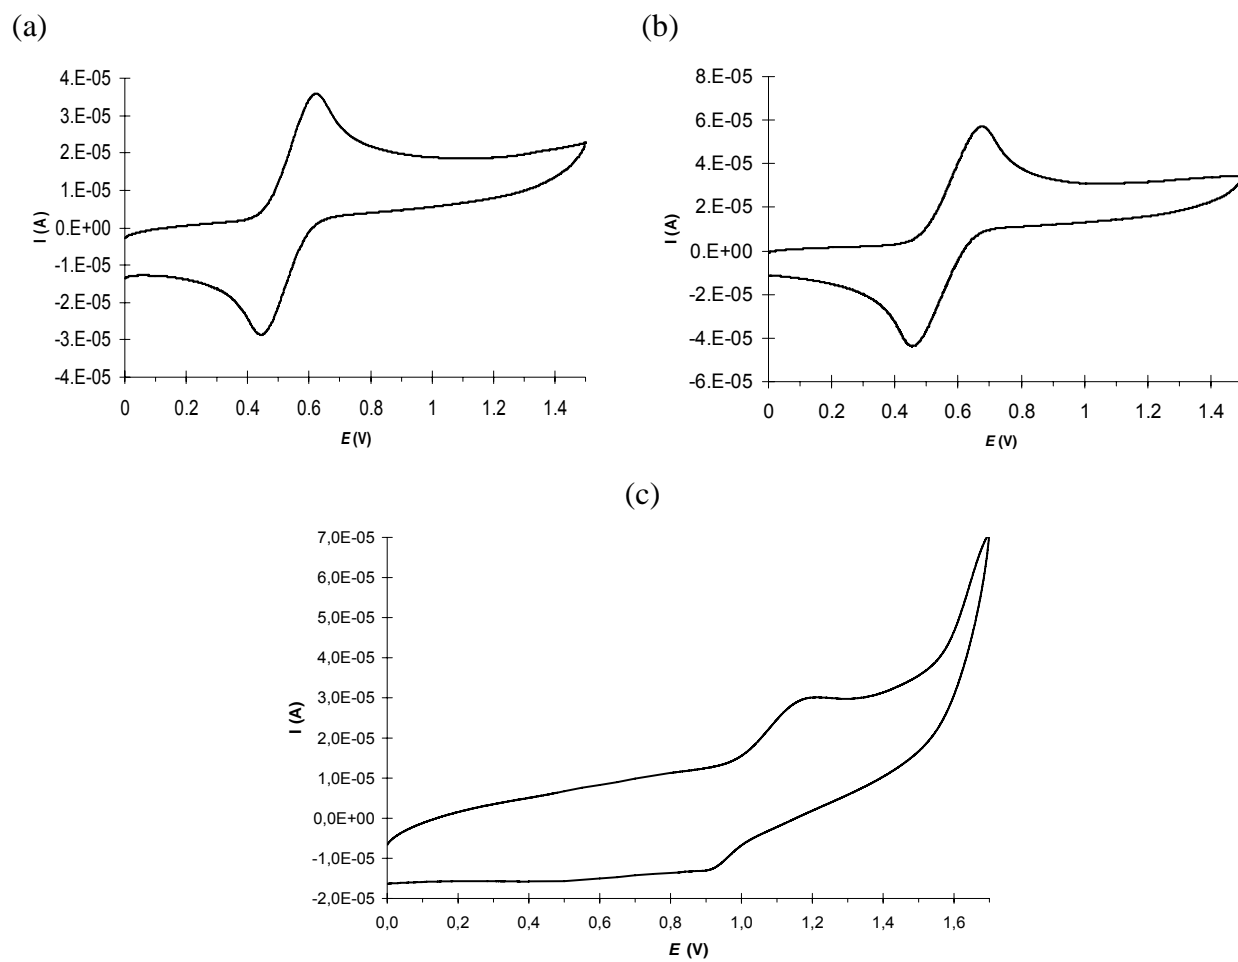 (a)
(b)
4.E-05
3.E-05
2.E-05
1.E-05
0.E+00
-1.E-05
-2.E-05
-3.E-05
-4.E-05
I (A)
0 0.2 0.4 0.6 0.8 1 1.2 1.4
E (V)
8.E-05
6.E-05
4.E-05
2.E-05
0.E+00
-2.E-05
-4.E-05
-6.E-05
I (A)
0 0.2 0.4 0.6 0.8 1 1.2 1.4
E (V)
(c)
7,0E-05
6,0E-05
5,0E-05
4,0E-05
3,0E-05
2,0E-05
1,0E-05
0,0E+00
-1,0E-05
-2,0E-05
I (A)
0,0 0,2 0,4 0,6 0,8 1,0 1,2 1,4 1,6
E (V)